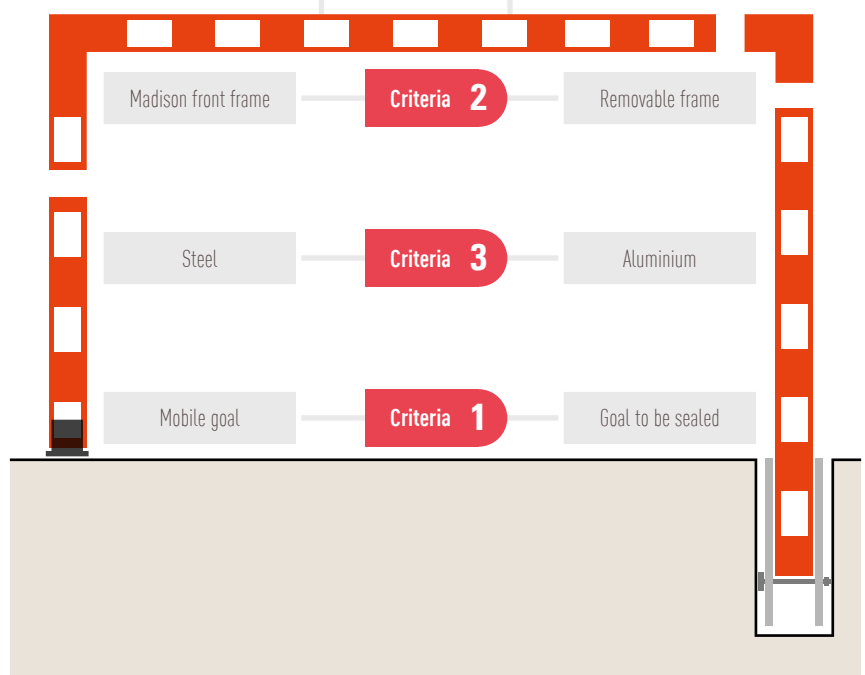 Madison front frame Criteria 2 Removable frame
Steel Criteria 3 Aluminium
Mobile goal Criteria 1 Goal to be sealed